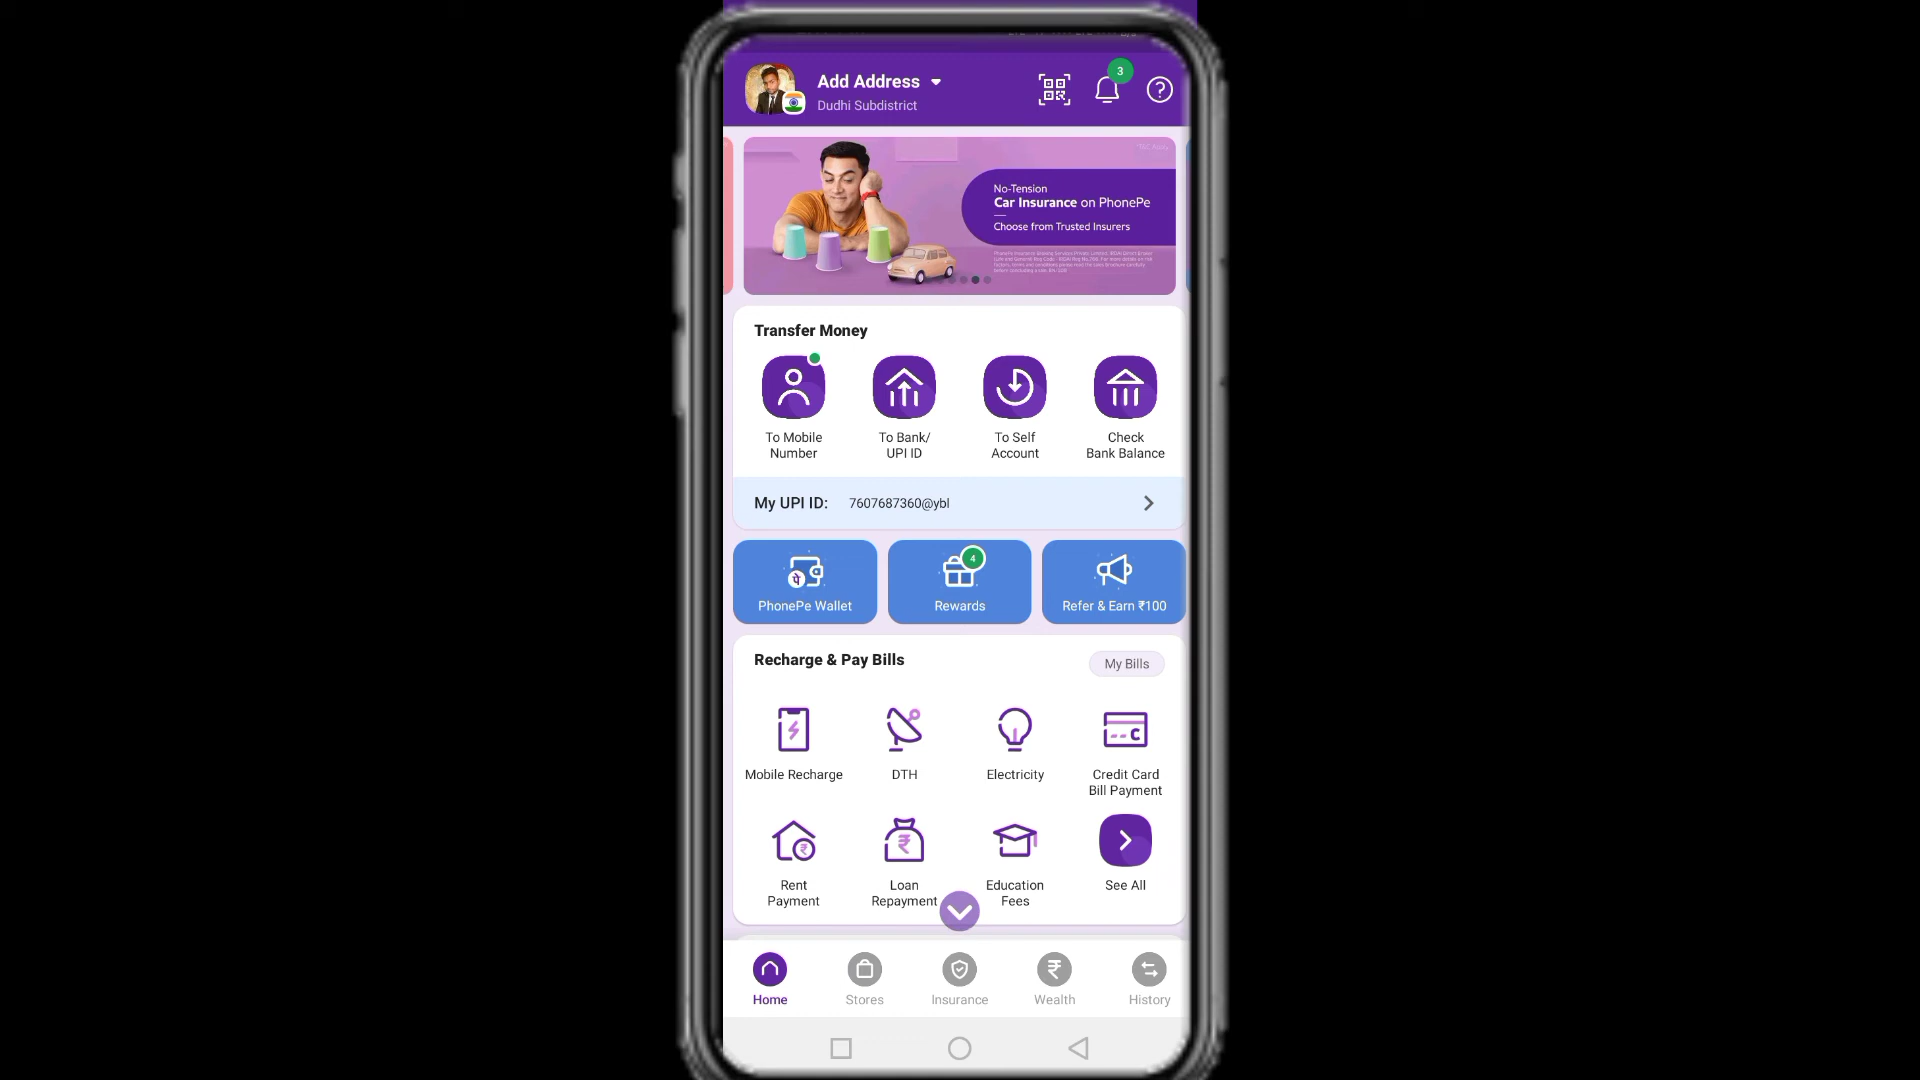 Add Address
Dudhi Subdistrict
3
No-Tension
Car Insurance on PhonePe
Choose from Trusted Insurers
Transfer Money
To Mobile
Number
To Bank/
UPI ID
To Self
Account
Check
Bank Balance
My UPI ID: 7607687360@ybl
पे
4
PhonePe Wallet
Rewards
Refer & Earn ₹100
Recharge & Pay Bills
My Bills
Mobile Recharge
DTH
Electricity
Credit Card
Bill Payment
Rent
Payment
Loan
Repayment
Education
Fees
See All
Home
Stores
Insurance
Wealth
History